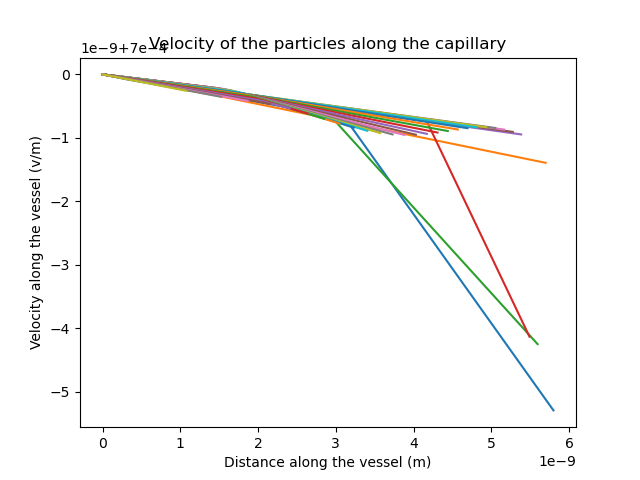 Velocity of the particles along the capillary
1e−9+7e−4
0
−1
−2
−3
−4
−5
Velocity along the vessel (v/m)
0 1 2 3 4 5 6
1e−9
Distance along the vessel (m)